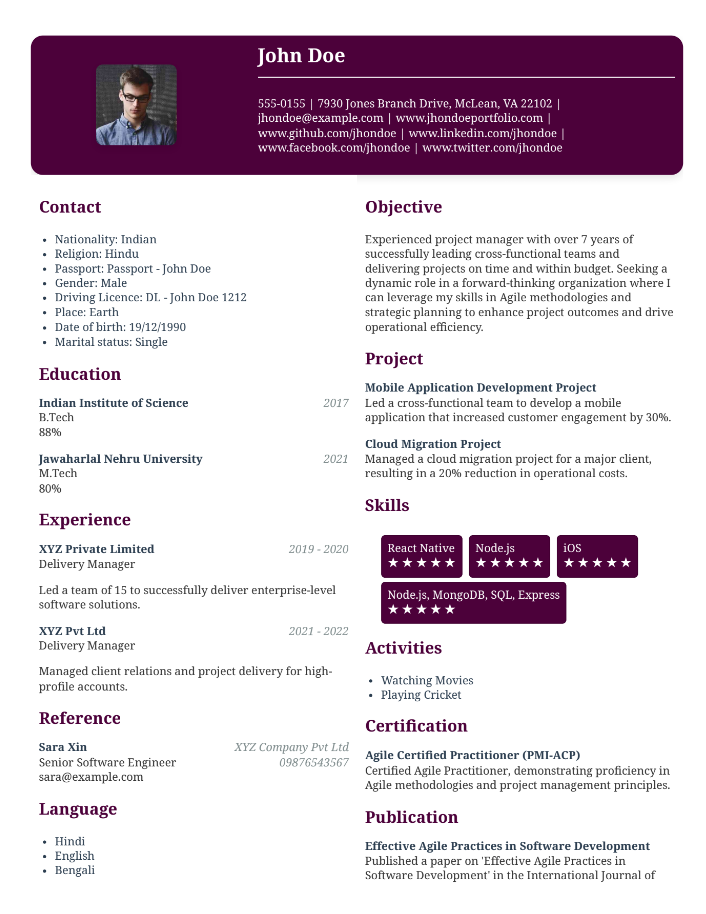 John Doe
555-0155 | 7930 Jones Branch Drive, McLean, VA 22102 |
jhondoe@example.com | www.jhondoeportfolio.com |
www.github.com/jhondoe | www.linkedin.com/jhondoe |
www.facebook.com/jhondoe | www.twitter.com/jhondoe
Contact
• Nationality: Indian
• Religion: Hindu
• Passport: Passport - John Doe
• Gender: Male
• Driving Licence: DL - John Doe 1212
• Place: Earth
• Date of birth: 19/12/1990
• Marital status: Single
Education
Indian Institute of Science 2017
B.Tech
88%
Jawaharlal Nehru University 2021
M.Tech
80%
Experience
XYZ Private Limited 2019 - 2020
Delivery Manager
Led a team of 15 to successfully deliver enterprise-level
software solutions.
XYZ Pvt Ltd 2021 - 2022
Delivery Manager
Managed client relations and project delivery for high-
profile accounts.
Reference
Sara Xin XYZ Company Pvt Ltd
Senior Software Engineer 09876543567
sara@example.com
Language
• Hindi
• English
• Bengali
Objective
Experienced project manager with over 7 years of
successfully leading cross-functional teams and
delivering projects on time and within budget. Seeking a
dynamic role in a forward-thinking organization where I
can leverage my skills in Agile methodologies and
strategic planning to enhance project outcomes and drive
operational efficiency.
Project
Mobile Application Development Project
Led a cross-functional team to develop a mobile
application that increased customer engagement by 30%.
Cloud Migration Project
Managed a cloud migration project for a major client,
resulting in a 20% reduction in operational costs.
Skills
React Native Node.js iOS
★★★★★ ★★★★★ ★★★★★
Node.js, MongoDB, SQL, Express
★★★★★
Activities
• Watching Movies
• Playing Cricket
Certification
Agile Certified Practitioner (PMI-ACP)
Certified Agile Practitioner, demonstrating proficiency in
Agile methodologies and project management principles.
Publication
Effective Agile Practices in Software Development
Published a paper on 'Effective Agile Practices in
Software Development' in the International Journal of